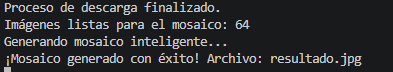 Proceso de descarga finalizado.
Imágenes listas para el mosaico: 64
Generando mosaico inteligente...
¡Mosaico generado con éxito! Archivo: resultado.jpg